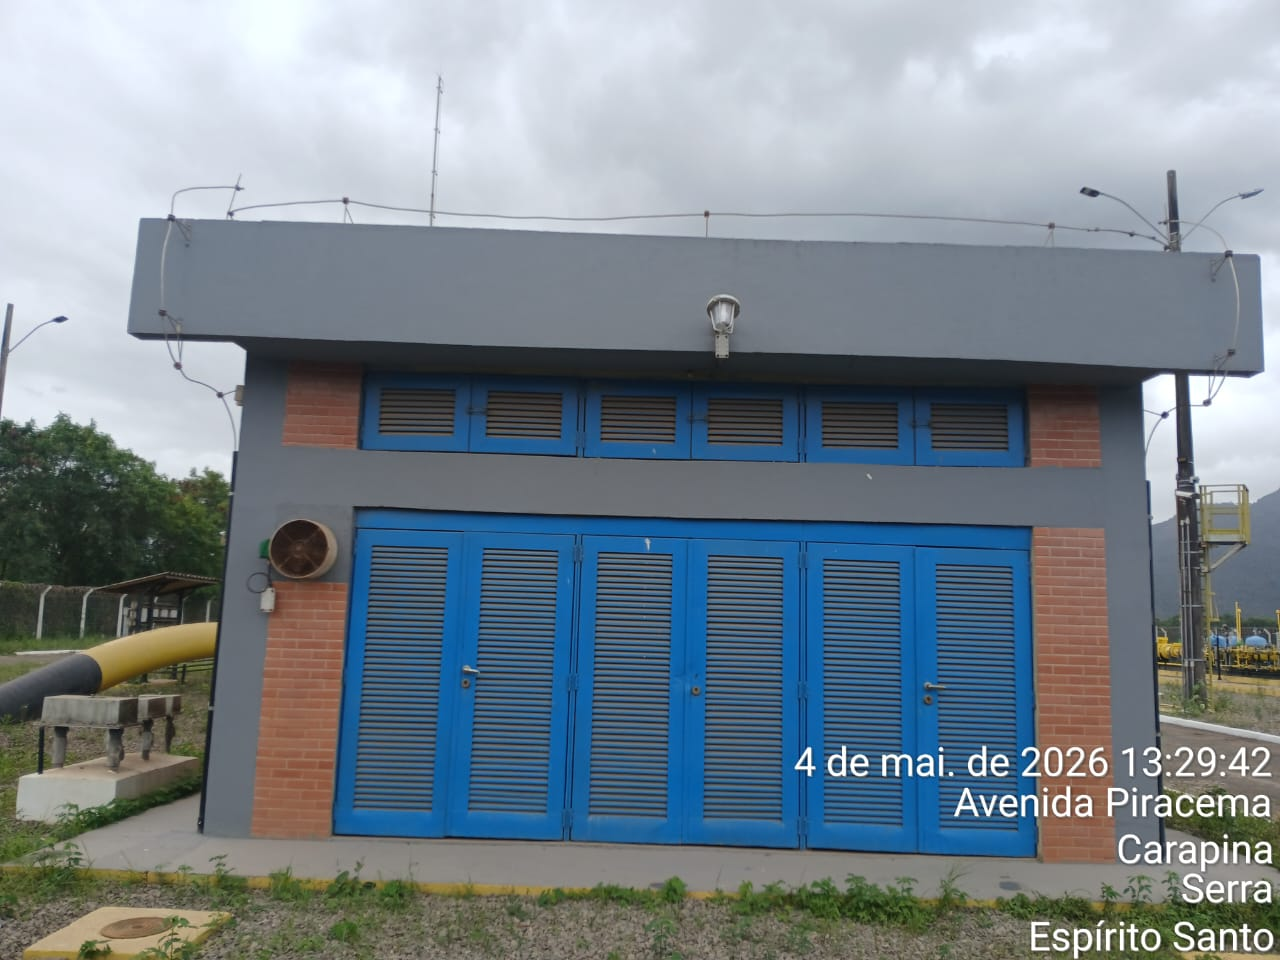 4 de mai. de 2026 13:29:42
Avenida Piracema
Carapina
Serra
Espírito Santo